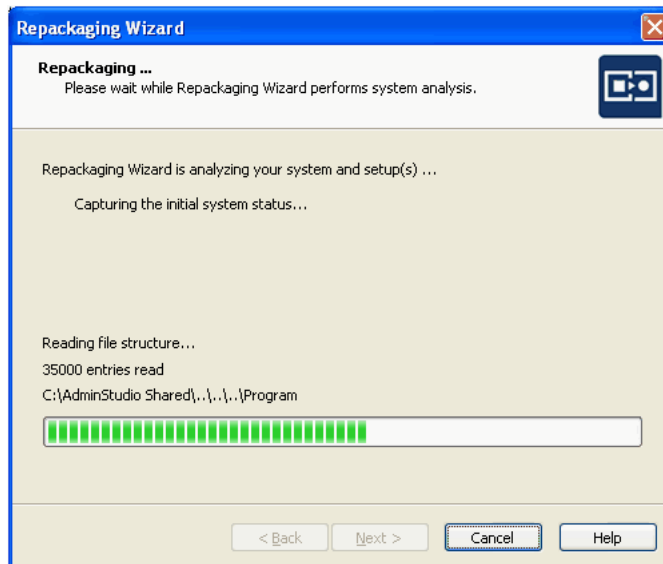 Repackaging Wizard
Repackaging ...
Please wait while Repackaging Wizard performs system analysis.
Repackaging Wizard is analyzing your system and setup(s) ...
Capturing the initial system status...
Reading file structure...
35000 entries read
C:\AdminStudio Shared\..\..\..\Program
< Back Next > Cancel Help